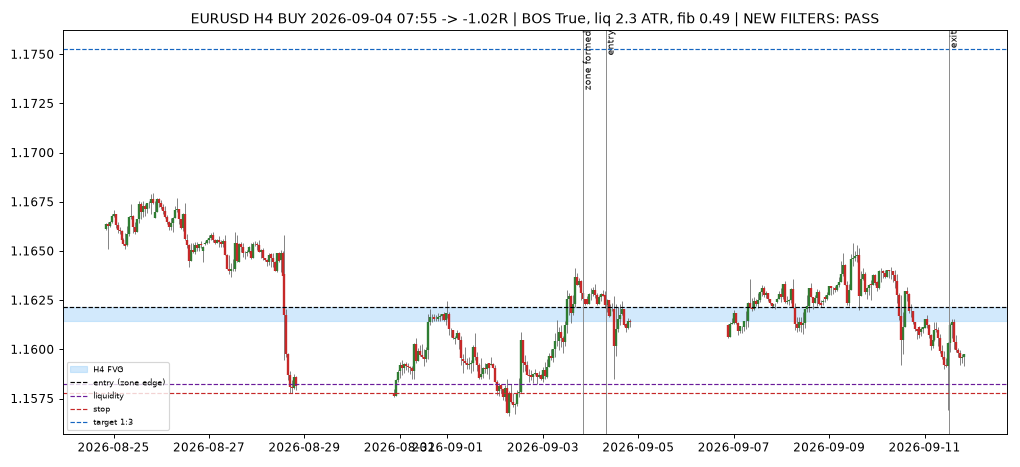 EURUSD H4 BUY 2026-09-04 07:55 -> -1.02R | BOS True, liq 2.3 ATR, fib 0.49 | NEW FILTERS: PASS
zone formed
entry
exit
1.1750
1.1725
1.1700
1.1675
1.1650
1.1625
1.1600
1.1575
H4 FVG
entry (zone edge)
liquidity
stop
target 1:3
2026-08-25
2026-08-27
2026-08-29
2026-08-31
2026-09-01
2026-09-03
2026-09-05
2026-09-07
2026-09-09
2026-09-11